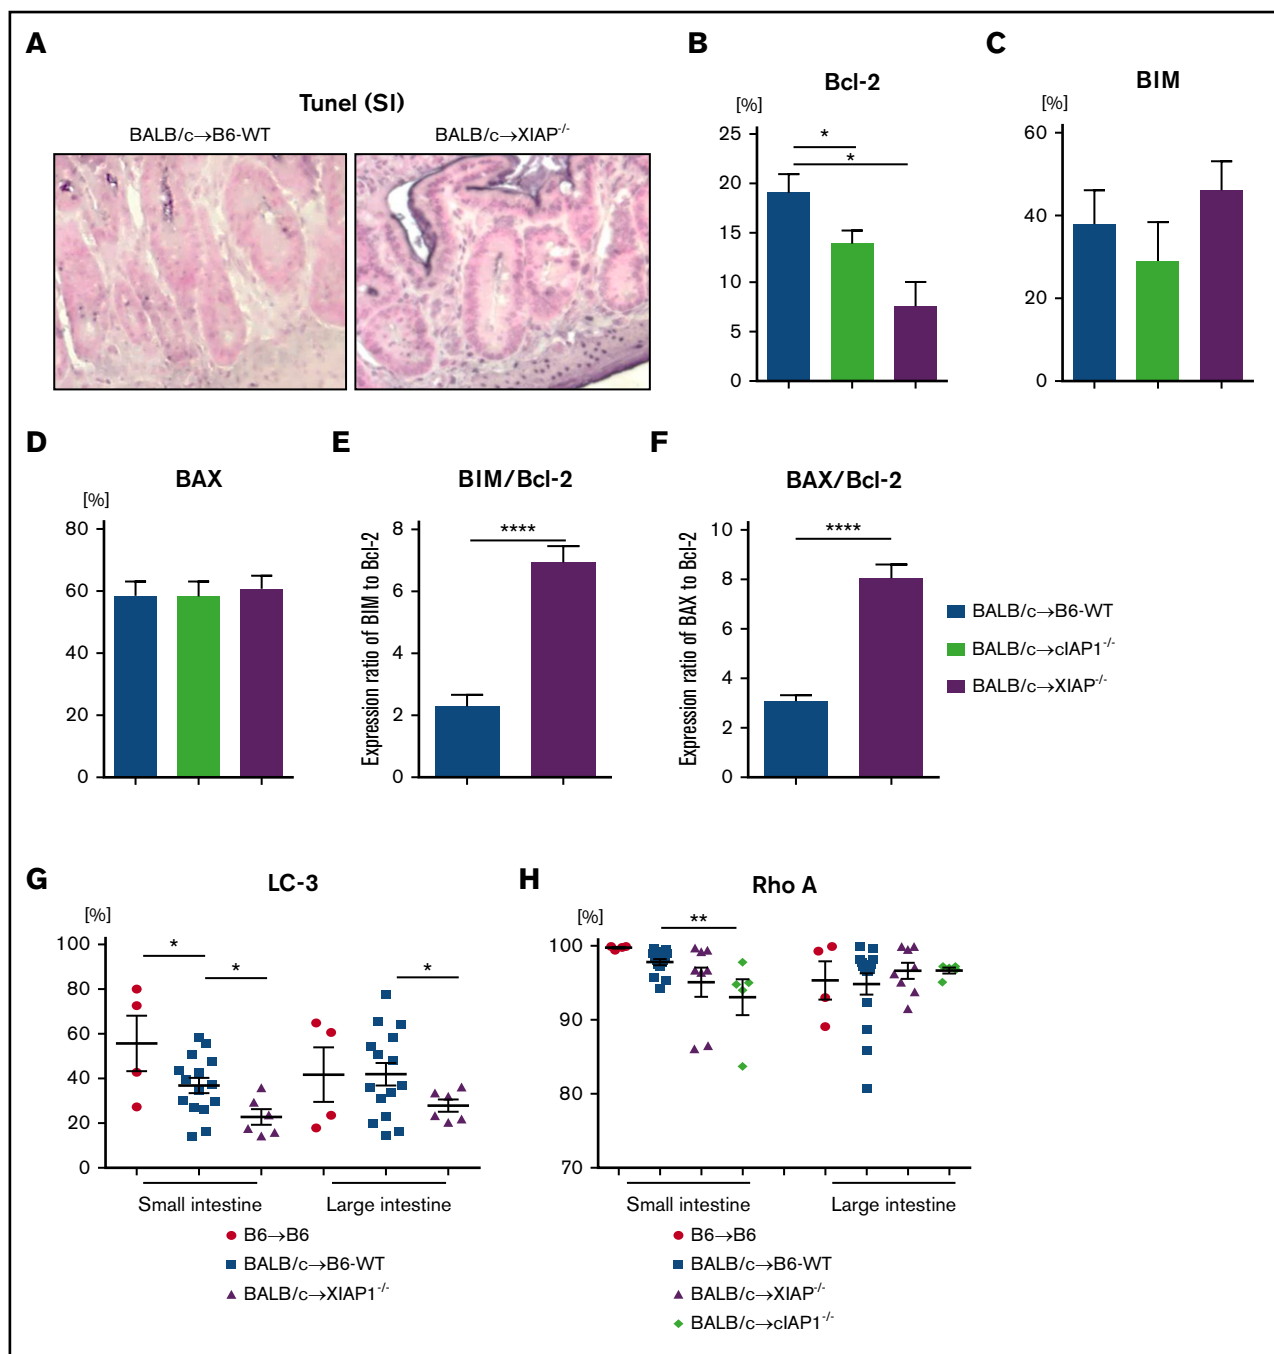 A
Tunel (SI)
BALB/c→B6-WT
BALB/c→XIAP-/-
B
Bcl-2
[%]
25
20
15
10
5
0
*
*
C
BIM
[%]
60
40
20
0
D
BAX
[%]
80
60
40
20
0
E
BIM/Bcl-2
Expression ratio of BIM to Bcl-2
8
6
4
2
0
****
F
BAX/Bcl-2
Expression ratio of BAX to Bcl-2
10
8
6
4
2
0
****
BALB/c→B6-WT
BALB/c→cIAP1-/-
BALB/c→XIAP-/-
G
LC-3
[%]
100
80
60
40
20
0
*
*
*
Small intestine
Large intestine
B6→B6
BALB/c→B6-WT
BALB/c→XIAP1-/-
H
Rho A
[%]
100
90
80
70
**
Small intestine
Large intestine
B6→B6
BALB/c→B6-WT
BALB/c→XIAP-/-
BALB/c→cIAP1-/-